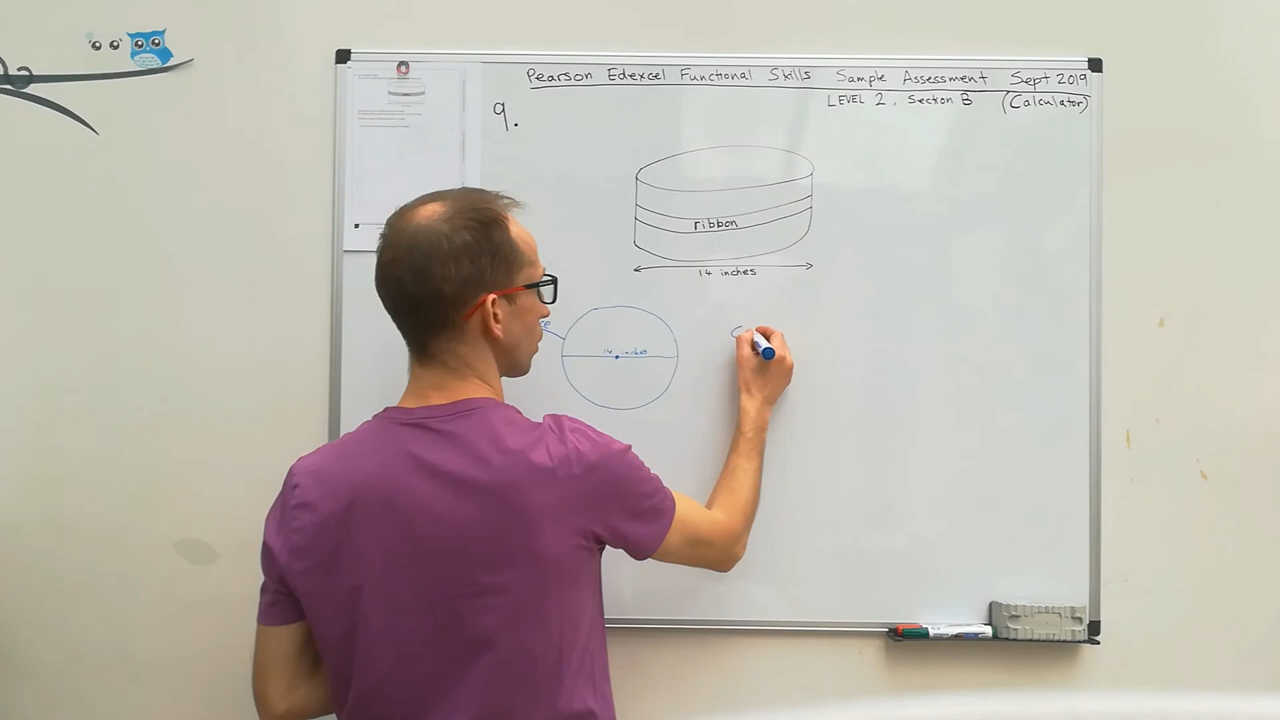 Pearson Edexcel Functional Skills Sample Assessment Sept 2019
LEVEL 2, Section B (Calculator)
9.
ribbon
14 inches
14 inches
C